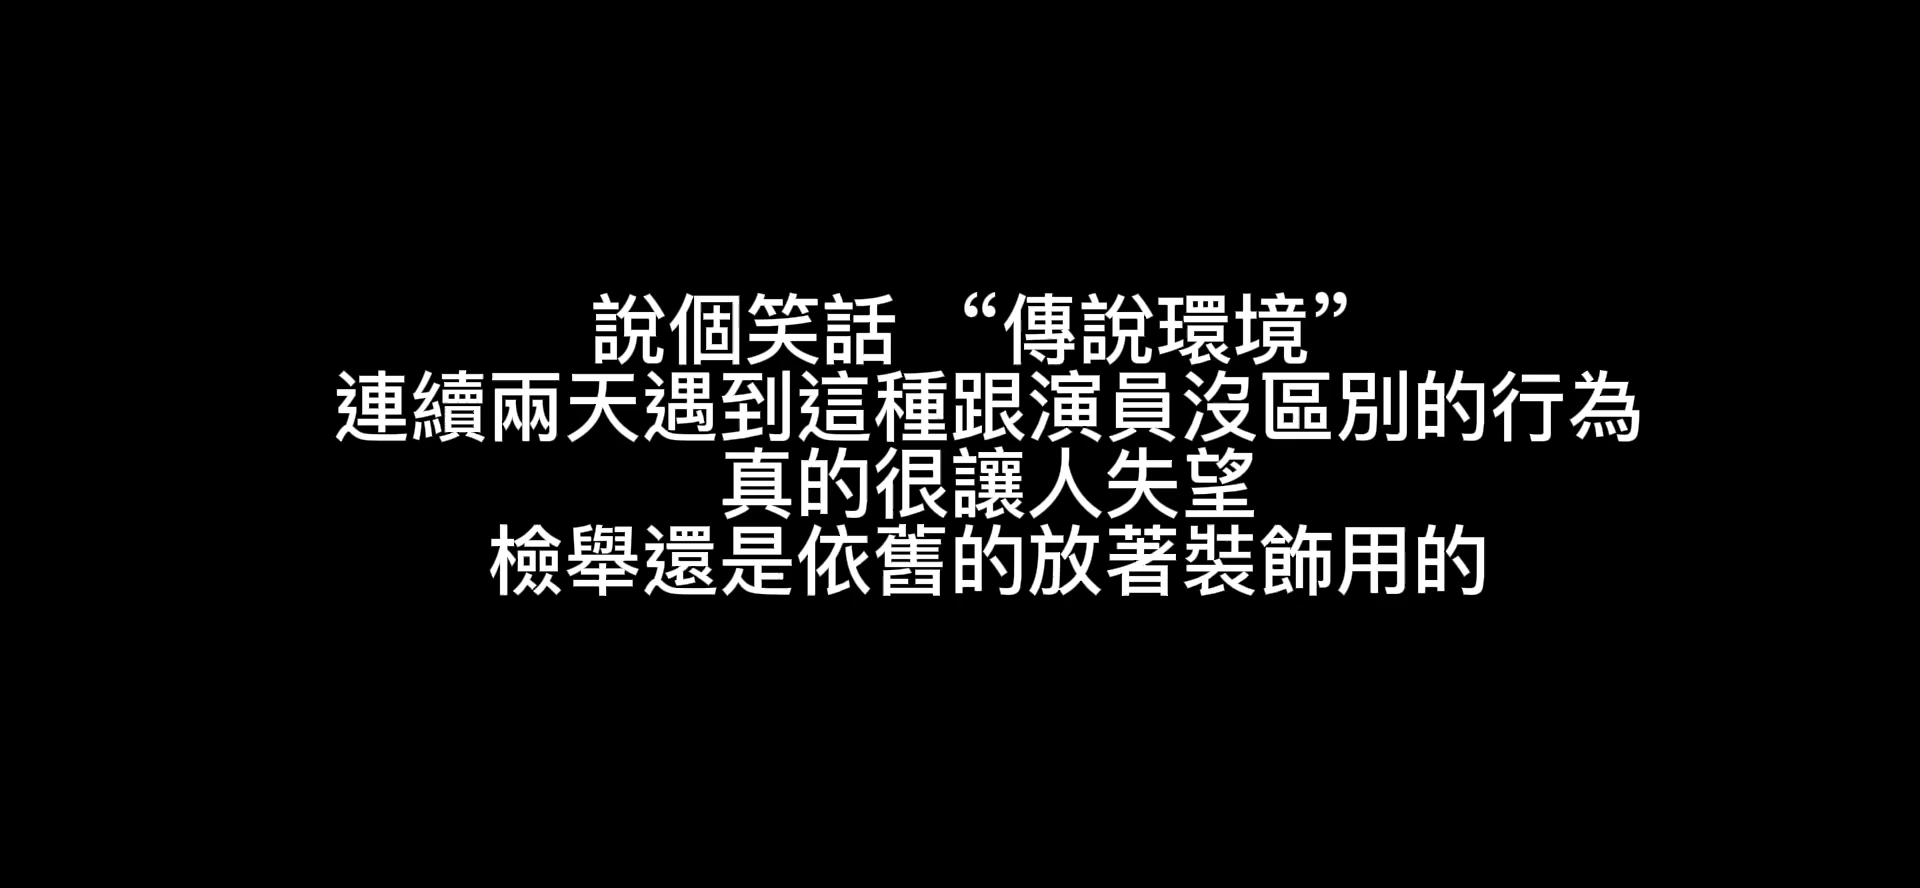 說個笑話 “傳說環境”
連續兩天遇到這種跟演員沒區別的行為
真的很讓人失望
檢舉還是依舊的放著裝飾用的